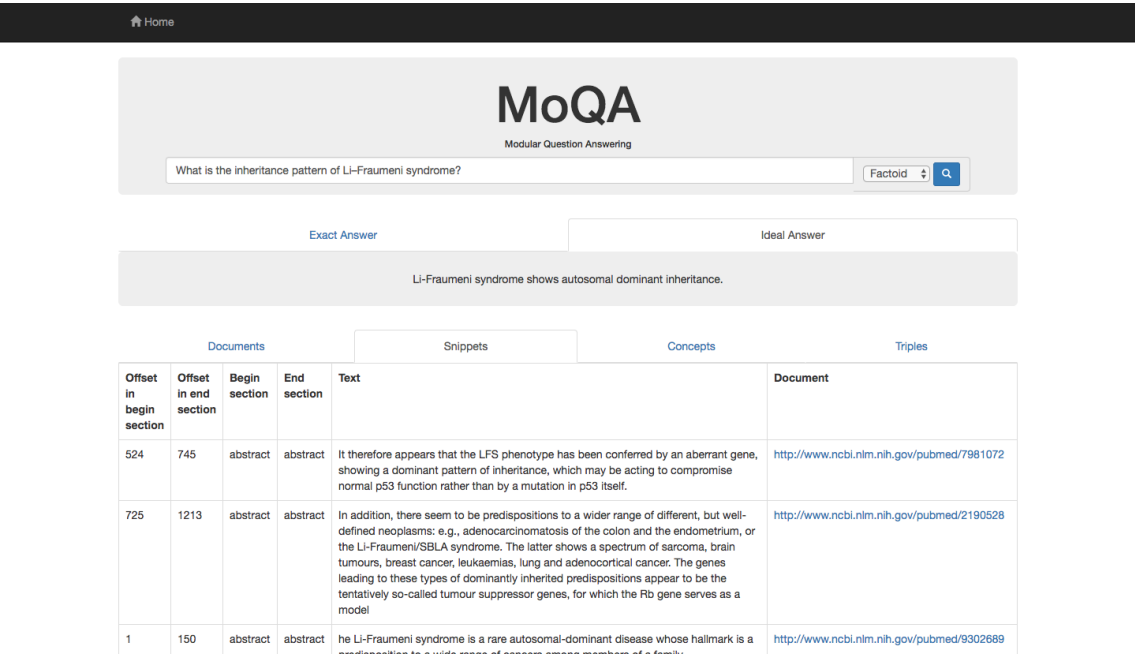 Home
MoQA
Modular Question Answering
What is the inheritance pattern of Li–Fraumeni syndrome?
Factoid
Exact Answer
Ideal Answer
Li-Fraumeni syndrome shows autosomal dominant inheritance.
Documents
Snippets
Concepts
Triples
Offset in begin section
Offset in end section
Begin section
End section
Text
Document
524
745
abstract
abstract
It therefore appears that the LFS phenotype has been conferred by an aberrant gene,
showing a dominant pattern of inheritance, which may be acting to compromise
normal p53 function rather than by a mutation in p53 itself.
http://www.ncbi.nlm.nih.gov/pubmed/7981072
725
1213
abstract
abstract
In addition, there seem to be predispositions to a wider range of different, but well-
defined neoplasms: e.g., adenocarcinomatosis of the colon and the endometrium, or
the Li-Fraumeni/SBLA syndrome. The latter shows a spectrum of sarcoma, brain
tumours, breast cancer, leukaemias, lung and adenocortical cancer. The genes
leading to these types of dominantly inherited predispositions appear to be the
tentatively so-called tumour suppressor genes, for which the Rb gene serves as a
model
http://www.ncbi.nlm.nih.gov/pubmed/2190528
1
150
abstract
abstract
he Li-Fraumeni syndrome is a rare autosomal-dominant disease whose hallmark is a
predisposition to a wide range of cancers among members of a family
http://www.ncbi.nlm.nih.gov/pubmed/9302689